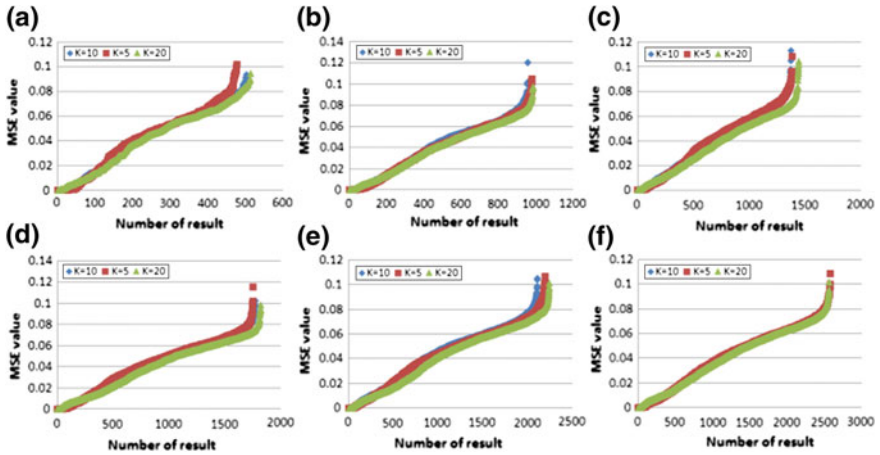 (a)
MSE value
0.12
0.1
0.08
0.06
0.04
0.02
0
◆K=10 ■K=5 ▲K=20
0 100 200 300 400 500 600
Number of result
(b)
MSE value
0.14
0.12
0.1
0.08
0.06
0.04
0.02
0
◆K=10 ■K=5 ▲K=20
0 200 400 600 800 1000 1200
Number of result
(c)
MSE value
0.12
0.1
0.08
0.06
0.04
0.02
0
◆K=10 ■K=5 ▲K=20
0 500 1000 1500 2000
Number of result
(d)
MSE value
0.14
0.12
0.1
0.08
0.06
0.04
0.02
0
◆K=10 ■K=5 ▲K=20
0 500 1000 1500 2000
Number of result
(e)
MSE value
0.12
0.1
0.08
0.06
0.04
0.02
0
◆K=10 ■K=5 ▲K=20
0 500 1000 1500 2000 2500
Number of result
(f)
MSE value
0.12
0.1
0.08
0.06
0.04
0.02
0
◆K=10 ■K=5 ▲K=20
0 500 1000 1500 2000 2500 3000
Number of result